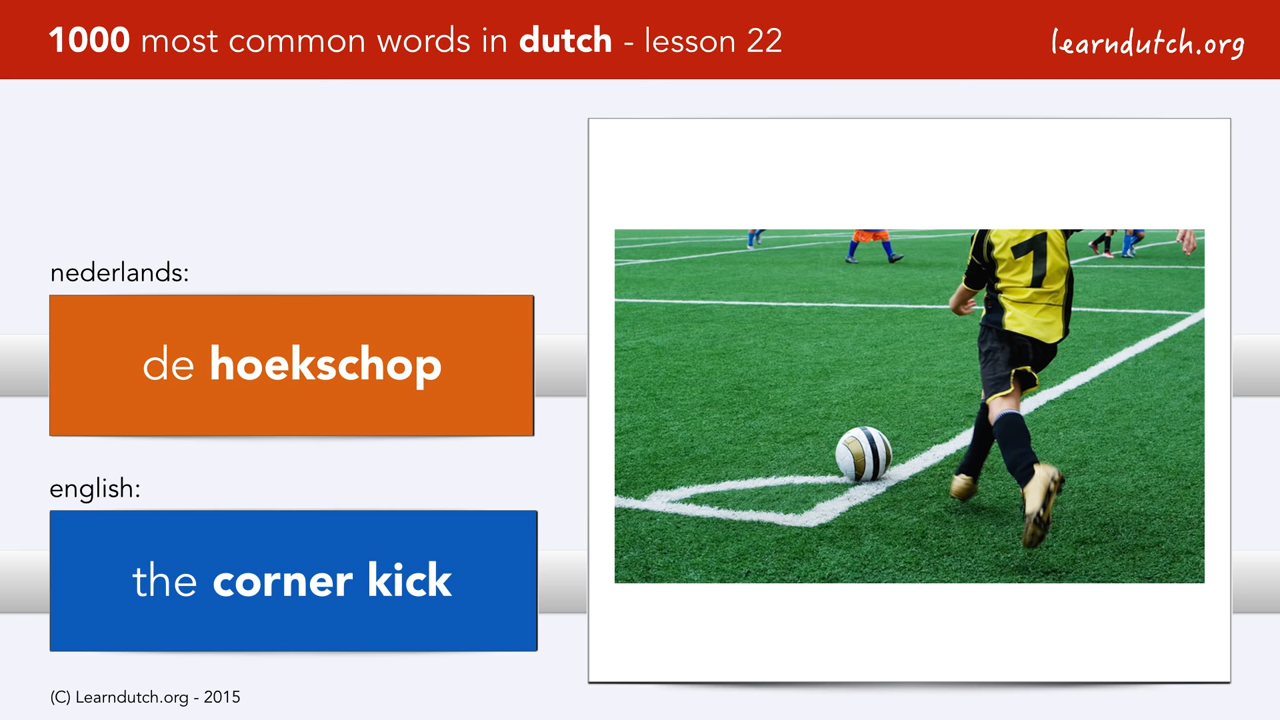 1000 most common words in dutch - lesson 22
learndutch.org
nederlands:
de hoekschop
english:
the corner kick
7
(C) Learndutch.org - 2015